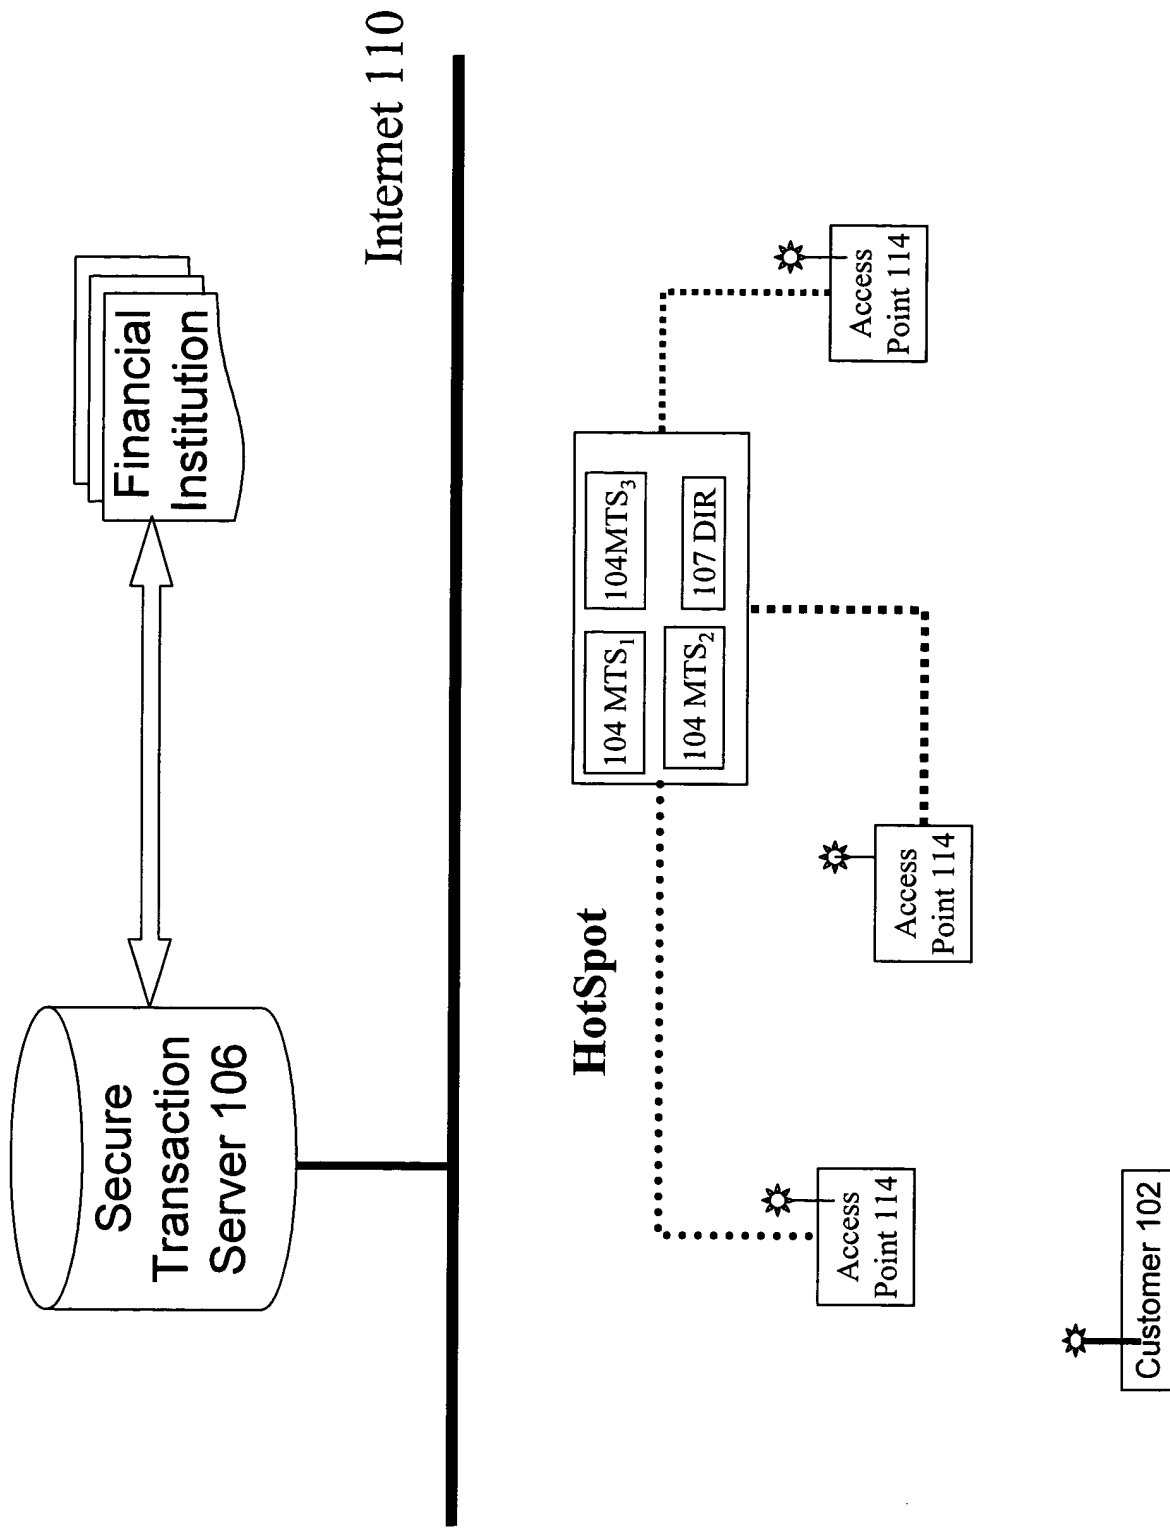 Secure
Transaction
Server 106
Financial
Institution
Internet 110
HotSpot
104 MTS₁
104MTS₃
104 MTS₂
107 DIR
Access
Point 114
Access
Point 114
Access
Point 114
Customer 102